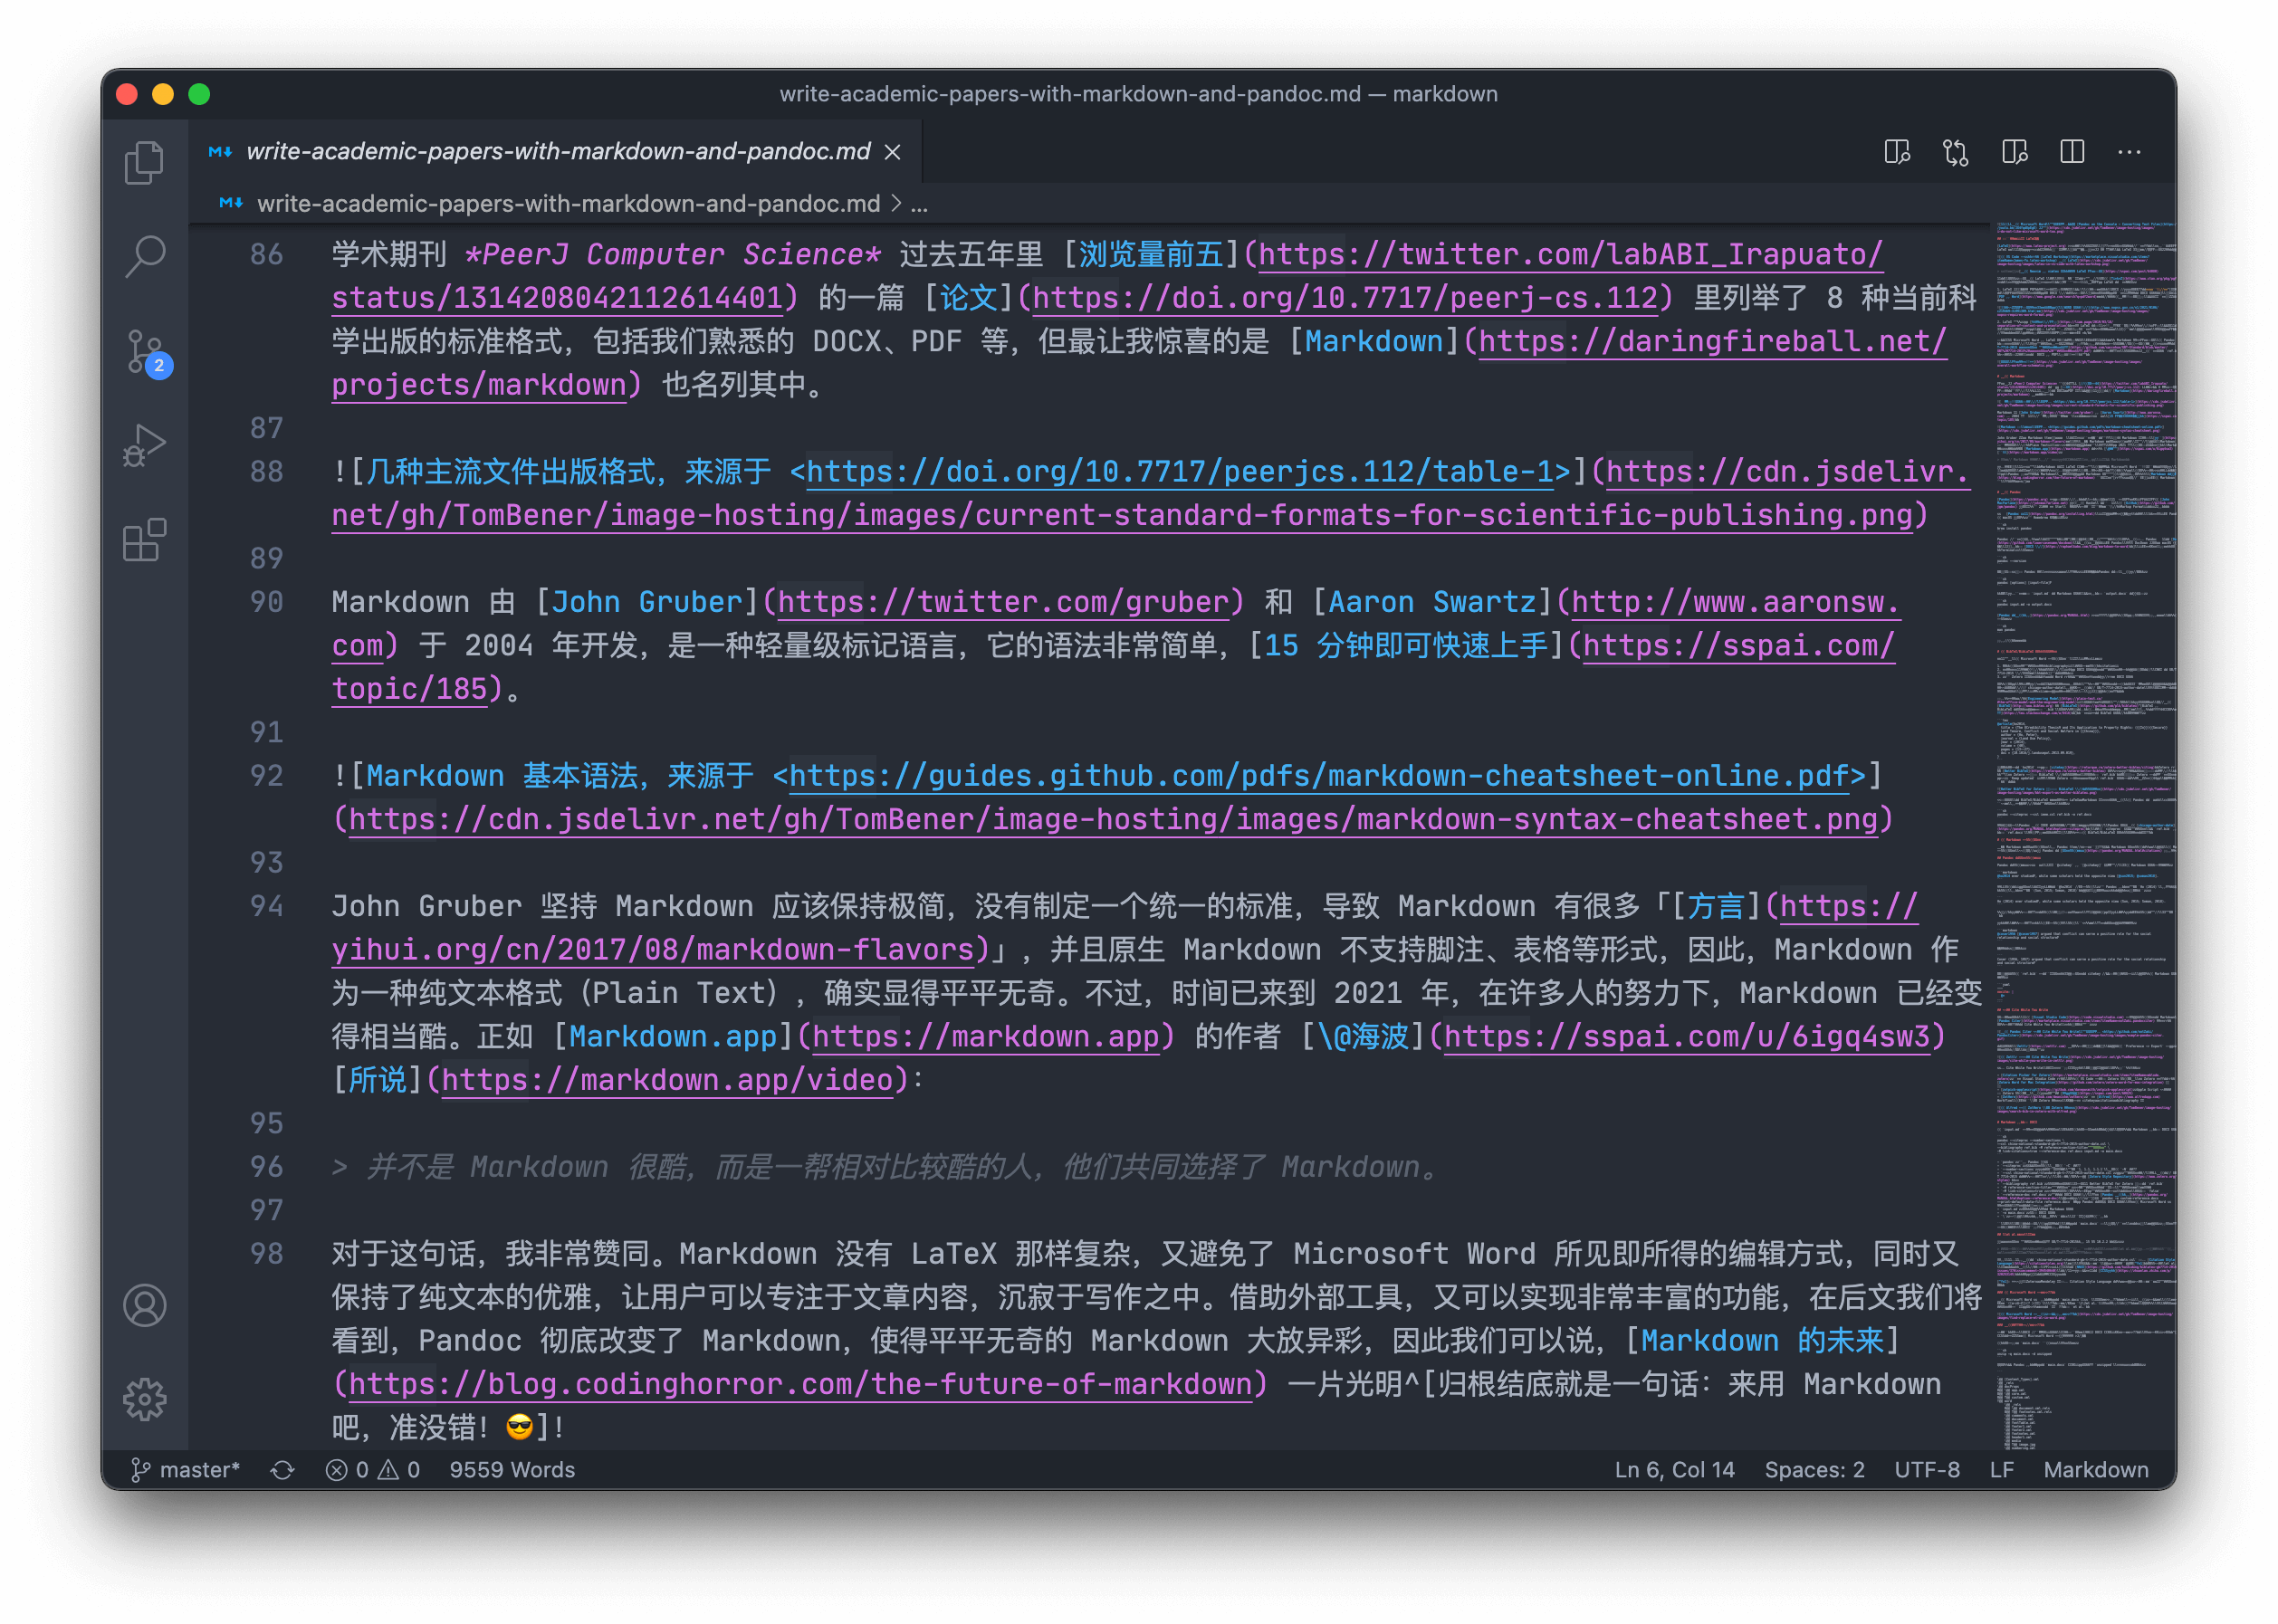 write-academic-papers-with-markdown-and-pandoc.md — markdown
write-academic-papers-with-markdown-and-pandoc.md
write-academic-papers-with-markdown-and-pandoc.md > ...
86 学术期刊 *PeerJ Computer Science* 过去五年里 [浏览量前五](https://twitter.com/labABI_Irapuato/
status/1314208042112614401) 的一篇 [论文](https://doi.org/10.7717/peerj-cs.112) 里列举了 8 种当前科
学出版的标准格式，包括我们熟悉的 DOCX、PDF 等，但最让我惊喜的是 [Markdown](https://daringfireball.net/
projects/markdown) 也名列其中。
87
88 ![几种主流文件出版格式，来源于 <https://doi.org/10.7717/peerjcs.112/table-1>](https://cdn.jsdelivr.
net/gh/TomBener/image-hosting/images/current-standard-formats-for-scientific-publishing.png)
89
90 Markdown 由 [John Gruber](https://twitter.com/gruber) 和 [Aaron Swartz](http://www.aaronsw.
com) 于 2004 年开发，是一种轻量级标记语言，它的语法非常简单，[15 分钟即可快速上手](https://sspai.com/
topic/185)。
91
92 ![Markdown 基本语法，来源于 <https://guides.github.com/pdfs/markdown-cheatsheet-online.pdf>]
(https://cdn.jsdelivr.net/gh/TomBener/image-hosting/images/markdown-syntax-cheatsheet.png)
93
94 John Gruber 坚持 Markdown 应该保持极简，没有制定一个统一的标准，导致 Markdown 有很多「[方言](https://
yihui.org/cn/2017/08/markdown-flavors)」，并且原生 Markdown 不支持脚注、表格等形式，因此，Markdown 作
为一种纯文本格式（Plain Text），确实显得平平无奇。不过，时间已来到 2021 年，在许多人的努力下，Markdown 已经变
得相当酷。正如 [Markdown.app](https://markdown.app) 的作者 [\@海波](https://sspai.com/u/6igq4sw3)
[所说](https://markdown.app/video)：
95
96 > 并不是 Markdown 很酷，而是一帮相对比较酷的人，他们共同选择了 Markdown。
97
98 对于这句话，我非常赞同。Markdown 没有 LaTeX 那样复杂，又避免了 Microsoft Word 所见即所得的编辑方式，同时又
保持了纯文本的优雅，让用户可以专注于文章内容，沉寂于写作之中。借助外部工具，又可以实现非常丰富的功能，在后文我们将
看到，Pandoc 彻底改变了 Markdown，使得平平无奇的 Markdown 大放异彩，因此我们可以说，[Markdown 的未来]
(https://blog.codinghorror.com/the-future-of-markdown) 一片光明^[归根结底就是一句话：来用 Markdown
吧，准没错！😎]！
2
master* 0 0 9559 Words Ln 6, Col 14 Spaces: 2 UTF-8 LF Markdown